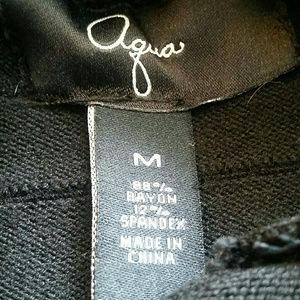 aqua
M
88%
RAYON
12%
SPANDEX
MADE IN
CHINA